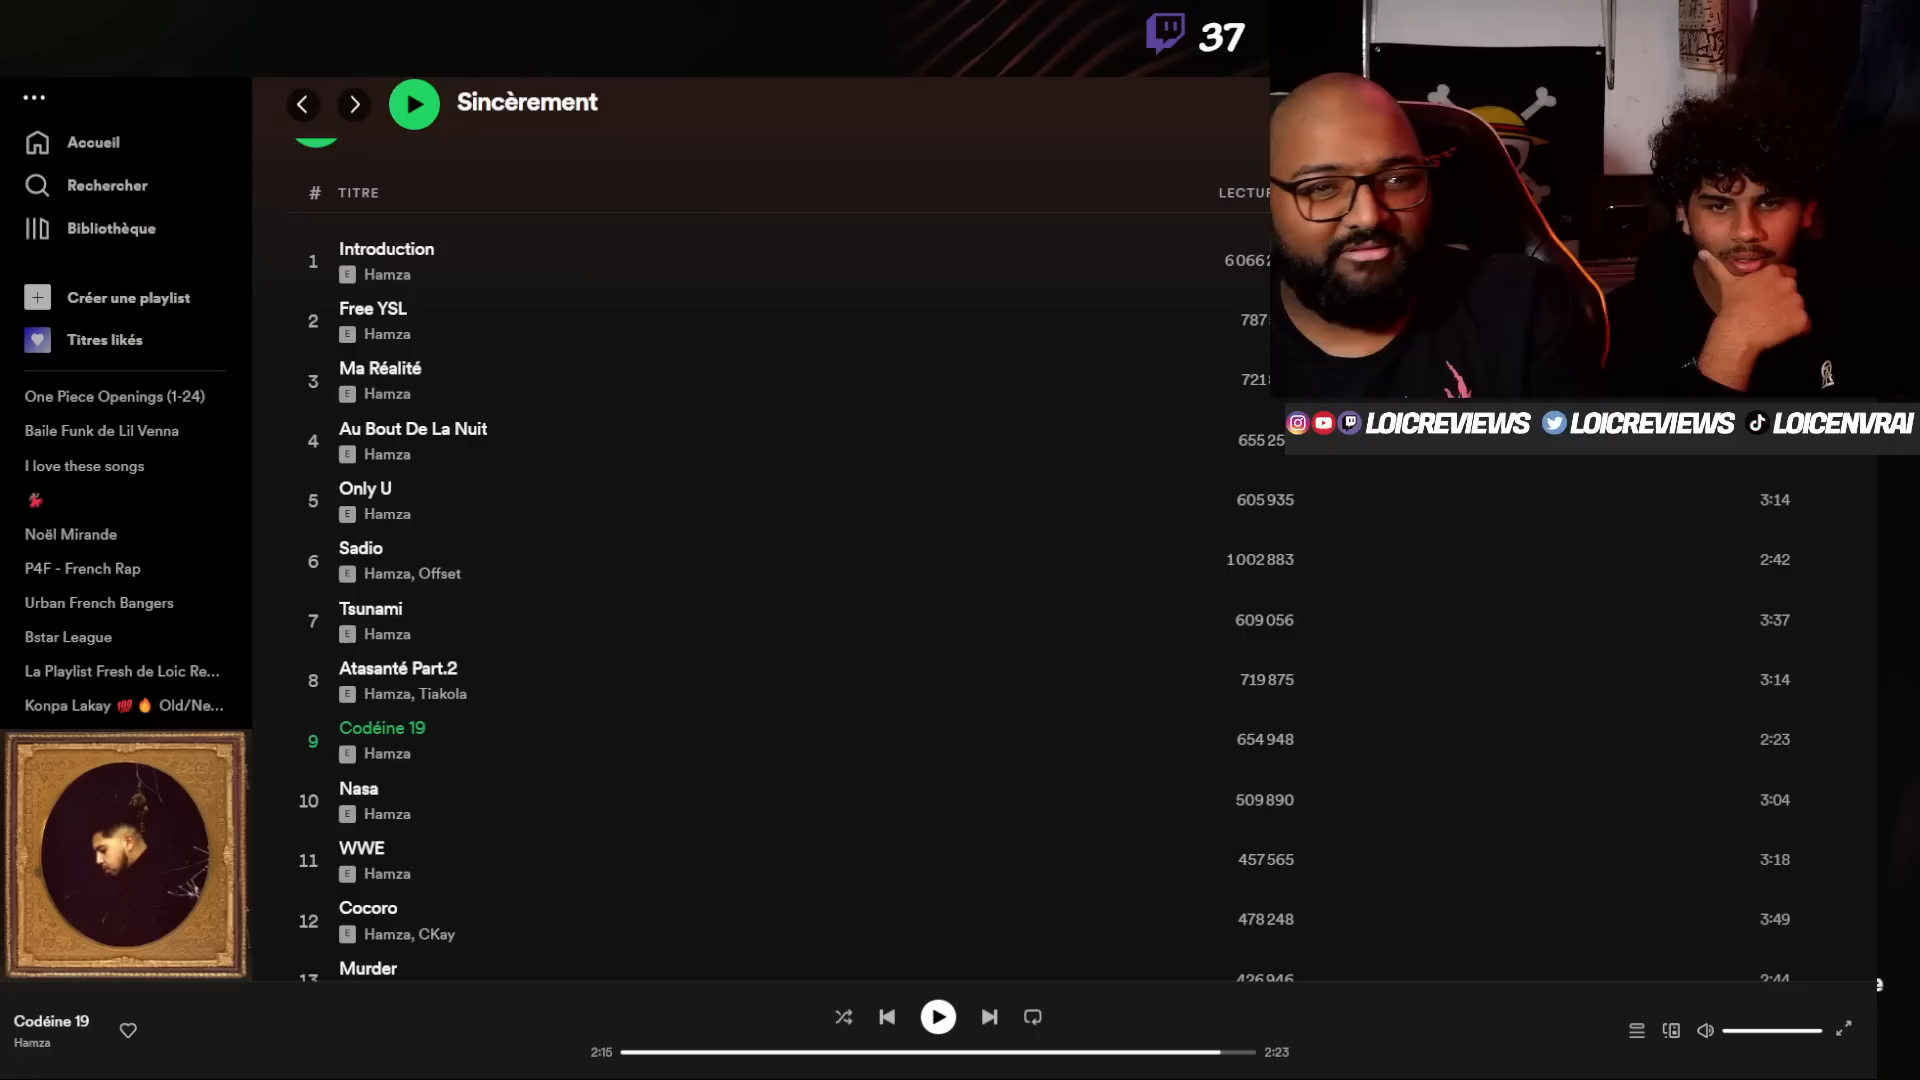 37
Sincèrement
Accueil
Rechercher
Bibliothèque
Créer une playlist
Titres likés
One Piece Openings (1-24)
Baile Funk de Lil Venna
I love these songs
Noël Mirande
P4F - French Rap
Urban French Bangers
Bstar League
La Playlist Fresh de Loic Re...
Konpa Lakay 💯 🔥 Old/Ne...
# TITRE
1 Introduction
E Hamza
2 Free YSL
E Hamza
3 Ma Réalité
E Hamza
4 Au Bout De La Nuit
E Hamza
5 Only U 605 935 3:14
E Hamza
6 Sadio 1 002 883 2:42
E Hamza, Offset
7 Tsunami 609 056 3:37
E Hamza
8 Atasanté Part.2 719 875 3:14
E Hamza, Tiakola
9 Codéine 19 654 948 2:23
E Hamza
10 Nasa 509 890 3:04
E Hamza
11 WWE 457 565 3:18
E Hamza
12 Cocoro 478 248 3:49
E Hamza, CKay
13 Murder 426 946 2:44
LOICREVIEWS LOICREVIEWS LOICENVRAI
Codéine 19
Hamza
2:15 2:23